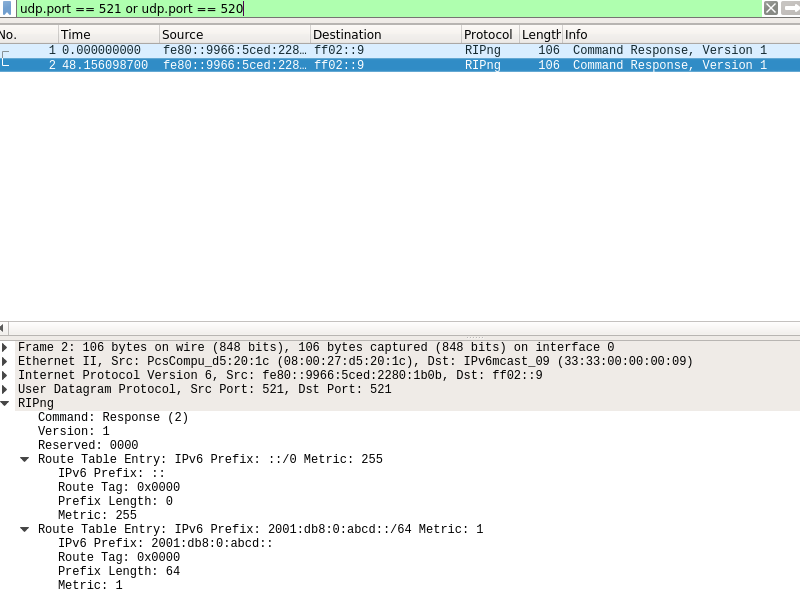 udp.port == 521 or udp.port == 520
No. Time Source Destination Protocol Length Info
1 0.000000000 fe80::9966:5ced:228… ff02::9 RIPng 106 Command Response, Version 1
2 48.156098700 fe80::9966:5ced:228… ff02::9 RIPng 106 Command Response, Version 1
Frame 2: 106 bytes on wire (848 bits), 106 bytes captured (848 bits) on interface 0
Ethernet II, Src: PcsCompu_d5:20:1c (08:00:27:d5:20:1c), Dst: IPv6mcast_09 (33:33:00:00:00:09)
Internet Protocol Version 6, Src: fe80::9966:5ced:2280:1b0b, Dst: ff02::9
User Datagram Protocol, Src Port: 521, Dst Port: 521
RIPng
Command: Response (2)
Version: 1
Reserved: 0000
Route Table Entry: IPv6 Prefix: ::/0 Metric: 255
IPv6 Prefix: ::
Route Tag: 0x0000
Prefix Length: 0
Metric: 255
Route Table Entry: IPv6 Prefix: 2001:db8:0:abcd::/64 Metric: 1
IPv6 Prefix: 2001:db8:0:abcd::
Route Tag: 0x0000
Prefix Length: 64
Metric: 1